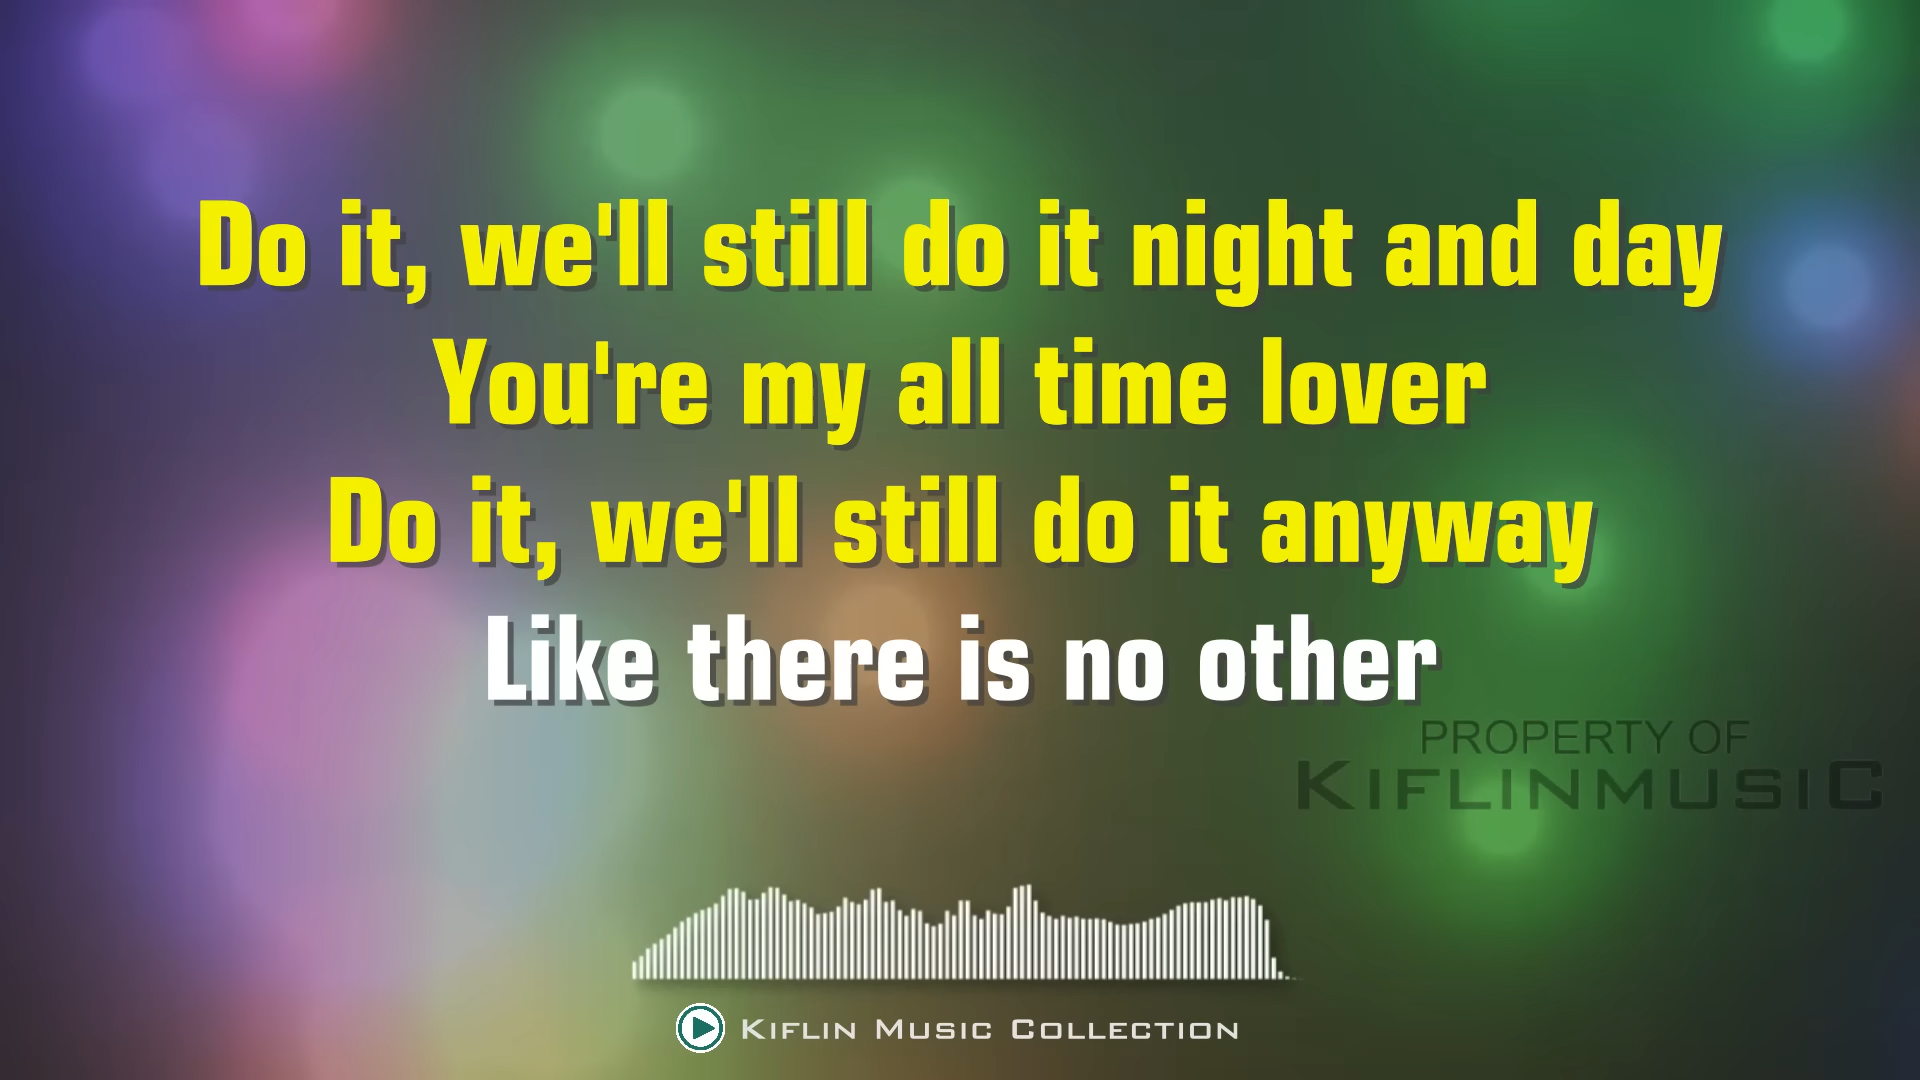 Do it, we'll still do it night and day
You're my all time lover
Do it, we'll still do it anyway
Like there is no other
PROPERTY OF
KIFLINMUSIC
KIFLIN MUSIC COLLECTION